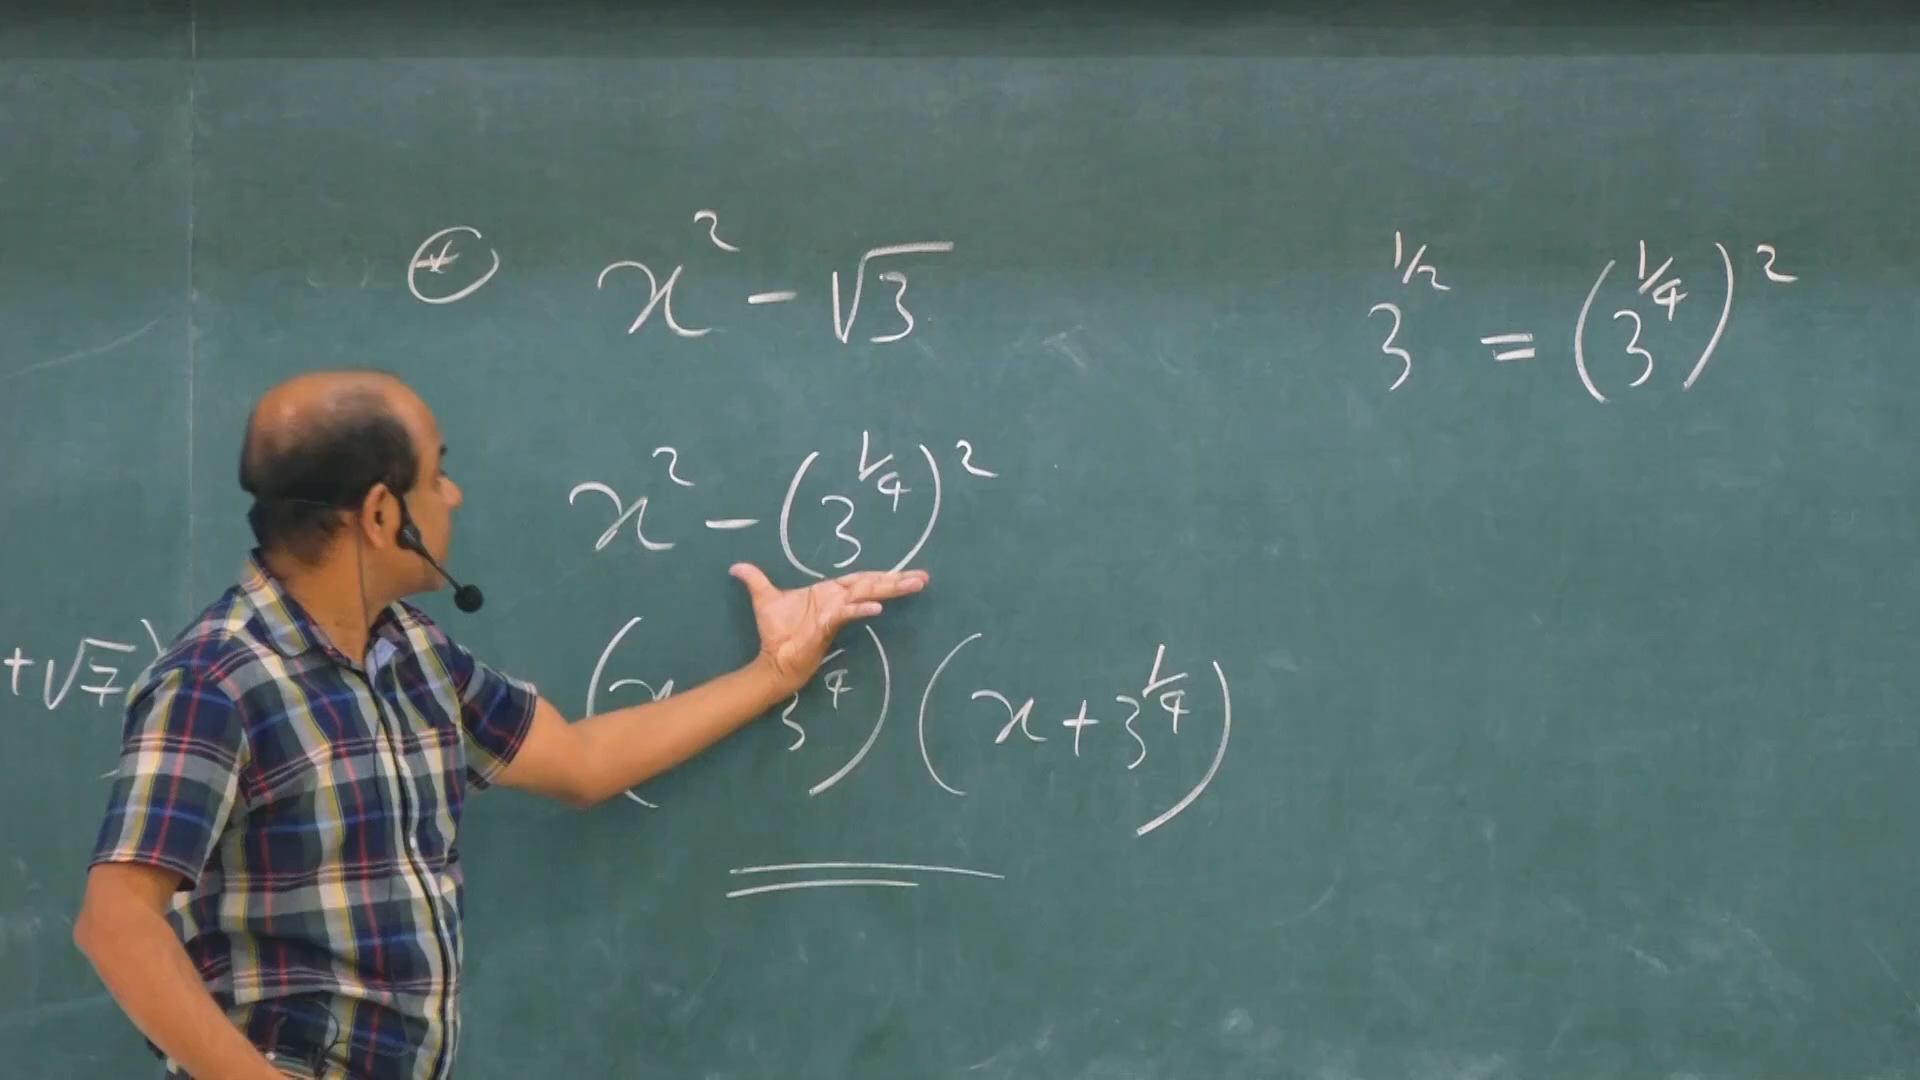 * x² - √3
x² - (3^1/4)²
(x 3^1/4) (x + 3^1/4)
+√7)
3^1/2 = (3^1/4)²